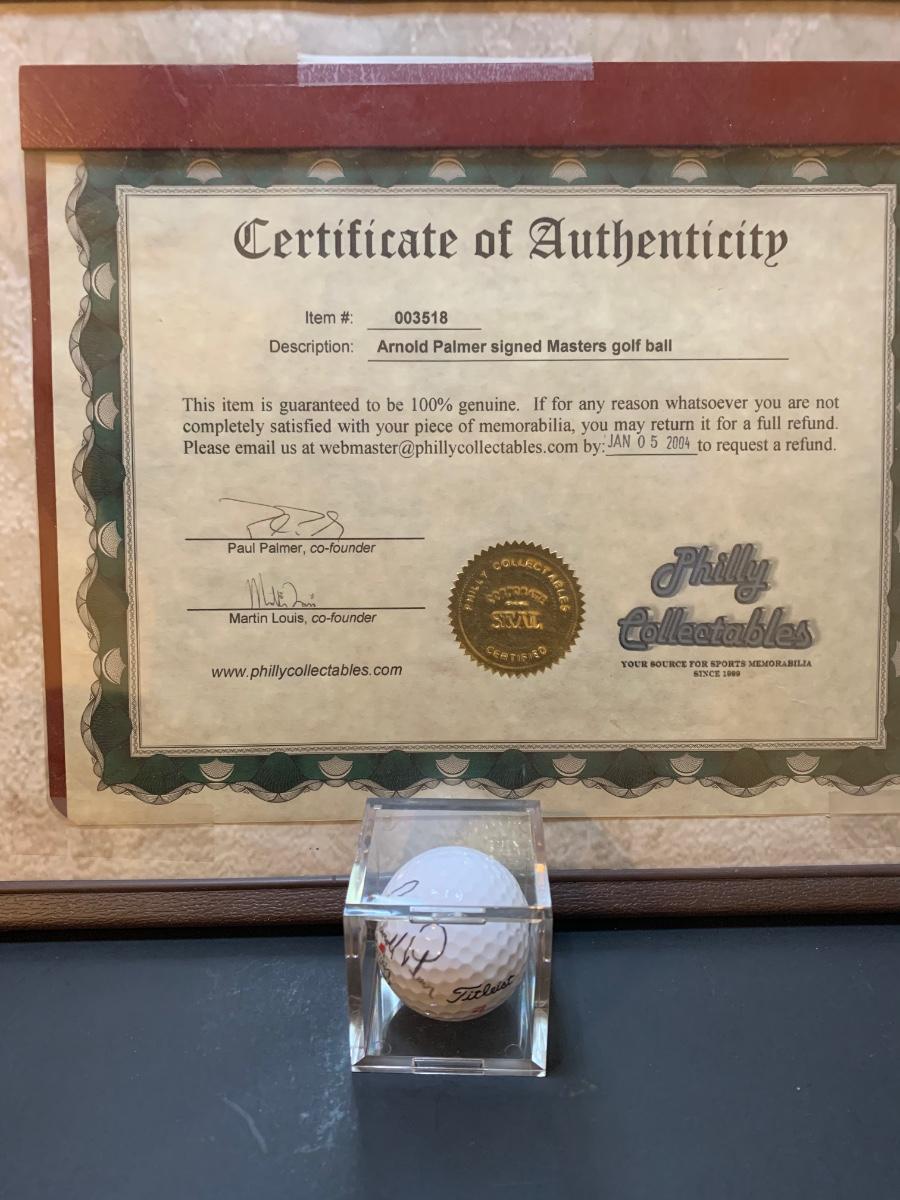 Certificate of Authenticity
Item #: 003518
Description: Arnold Palmer signed Masters golf ball
This item is guaranteed to be 100% genuine. If for any reason whatsoever you are not
completely satisfied with your piece of memorabilia, you may return it for a full refund.
Please email us at webmaster@phillycollectables.com by: JAN 05 2004 to request a refund.
Paul Palmer, co-founder
Martin Louis, co-founder
www.phillycollectables.com
PHILLY COLLECTABLES
CORPORATE
SEAL
CERTIFIED
Philly
Collectables
YOUR SOURCE FOR SPORTS MEMORABILIA
SINCE 1999
Titleist